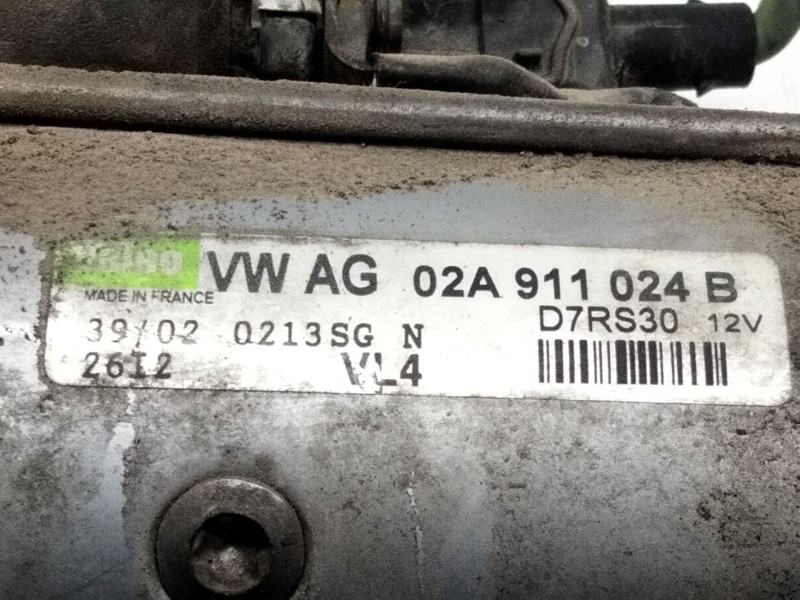 Valeo
VW AG 02A 911 024 B
MADE IN FRANCE
D7RS30 12V
39/02 0213SG N
2612 VL4